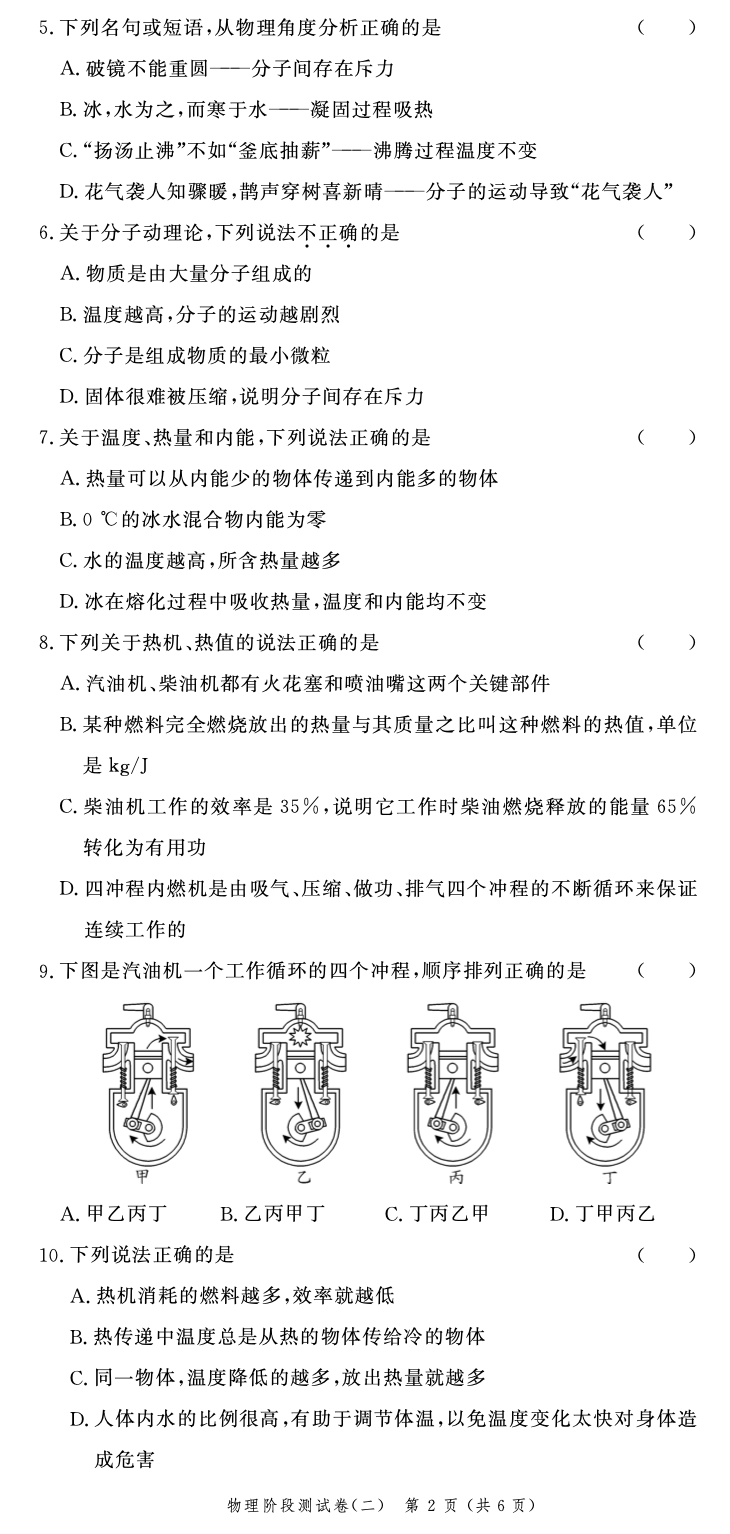 5. 下列名句或短语,从物理角度分析正确的是 （　　）
A. 破镜不能重圆——分子间存在斥力
B. 冰,水为之,而寒于水——凝固过程吸热
C. “扬汤止沸”不如“釜底抽薪”——沸腾过程温度不变
D. 花气袭人知骤暖,鹊声穿树喜新晴——分子的运动导致“花气袭人”
6. 关于分子动理论,下列说法不正确的是 （　　）
A. 物质是由大量分子组成的
B. 温度越高,分子的运动越剧烈
C. 分子是组成物质的最小微粒
D. 固体很难被压缩,说明分子间存在斥力
7. 关于温度、热量和内能,下列说法正确的是 （　　）
A. 热量可以从内能少的物体传递到内能多的物体
B. 0 ℃的冰水混合物内能为零
C. 水的温度越高,所含热量越多
D. 冰在熔化过程中吸收热量,温度和内能均不变
8. 下列关于热机、热值的说法正确的是 （　　）
A. 汽油机、柴油机都有火花塞和喷油嘴这两个关键部件
B. 某种燃料完全燃烧放出的热量与其质量之比叫这种燃料的热值,单位
是 kg/J
C. 柴油机工作的效率是 35%,说明它工作时柴油燃烧释放的能量 65%
转化为有用功
D. 四冲程内燃机是由吸气、压缩、做功、排气四个冲程的不断循环来保证
连续工作的
9. 下图是汽油机一个工作循环的四个冲程,顺序排列正确的是 （　　）
甲 乙 丙 丁
A. 甲乙丙丁 B. 乙丙甲丁 C. 丁丙乙甲 D. 丁甲丙乙
10. 下列说法正确的是 （　　）
A. 热机消耗的燃料越多,效率就越低
B. 热传递中温度总是从热的物体传给冷的物体
C. 同一物体,温度降低的越多,放出热量就越多
D. 人体内水的比例很高,有助于调节体温,以免温度变化太快对身体造
成危害
物理阶段测试卷(二) 第 2 页（共 6 页）